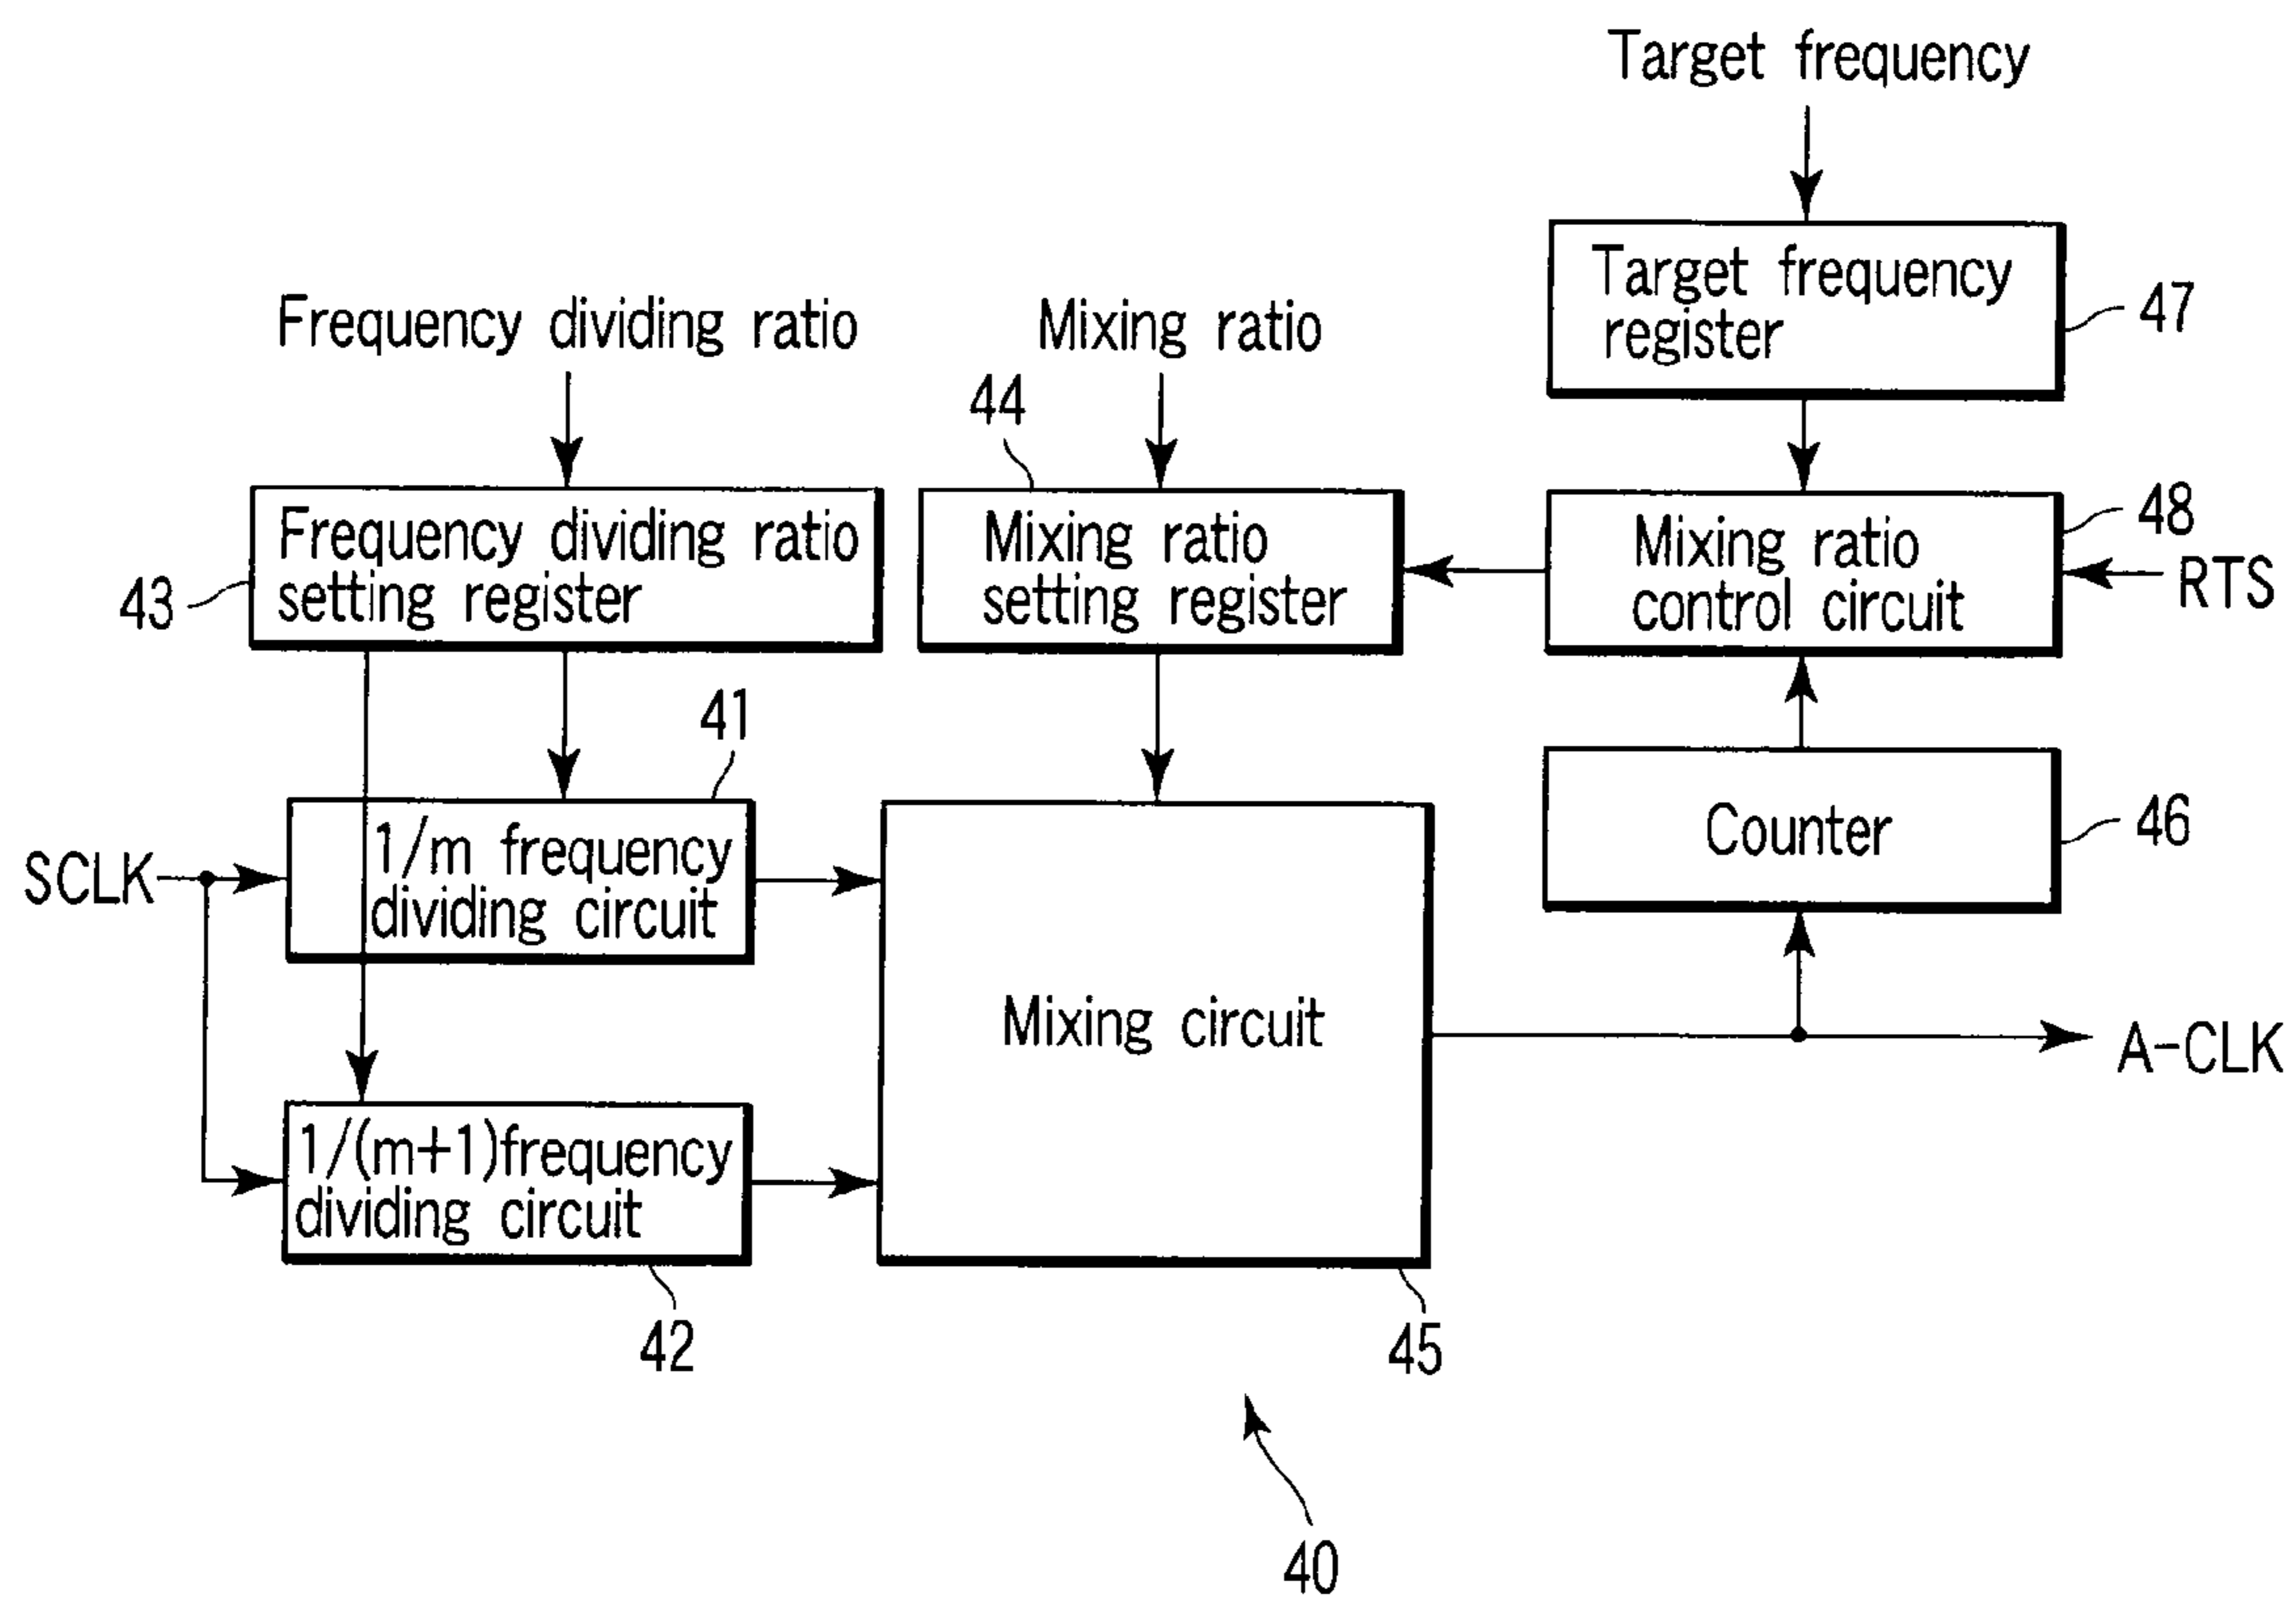 Target frequency
Target frequency
register
47
Frequency dividing ratio
Mixing ratio
44
Frequency dividing ratio
setting register
43
Mixing ratio
setting register
Mixing ratio
control circuit
48
RTS
41
SCLK
1/m frequency
dividing circuit
Counter
46
Mixing circuit
A-CLK
1/(m+1)frequency
dividing circuit
42
45
40